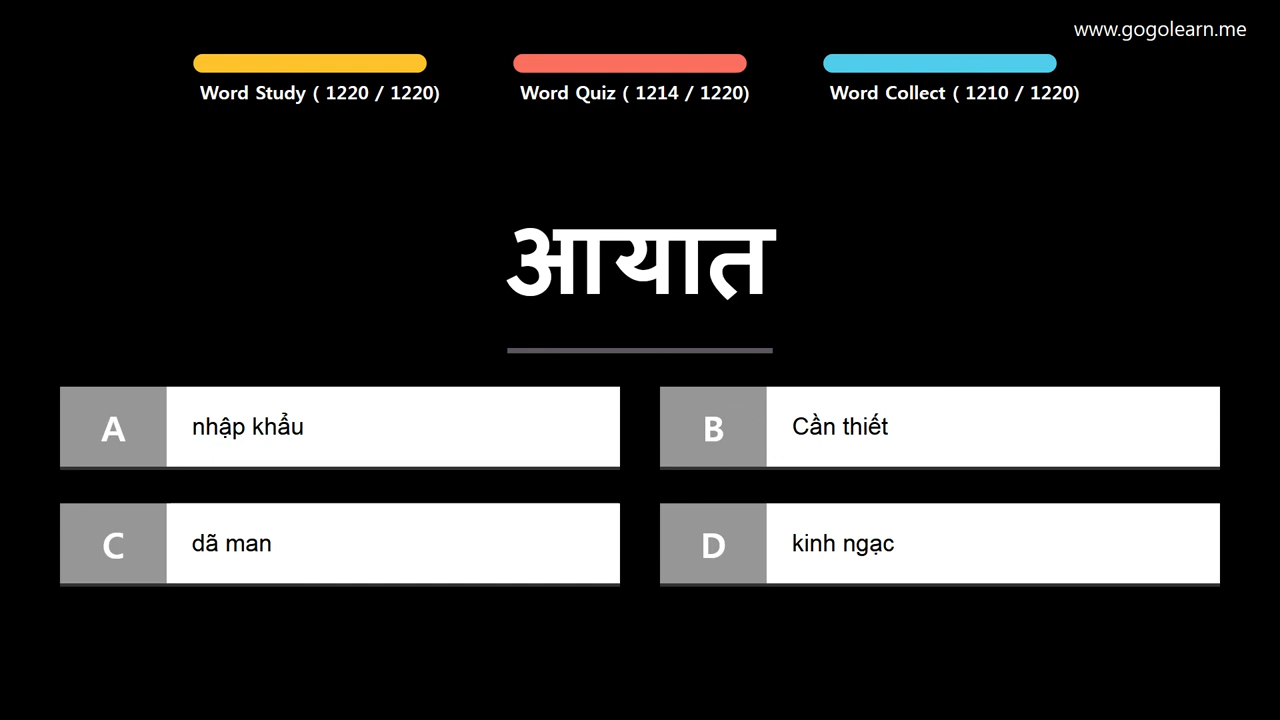 www.gogolearn.me
Word Study ( 1220 / 1220)
Word Quiz ( 1214 / 1220)
Word Collect ( 1210 / 1220)
आयात
A
nhập khẩu
B
Cần thiết
C
dã man
D
kinh ngạc